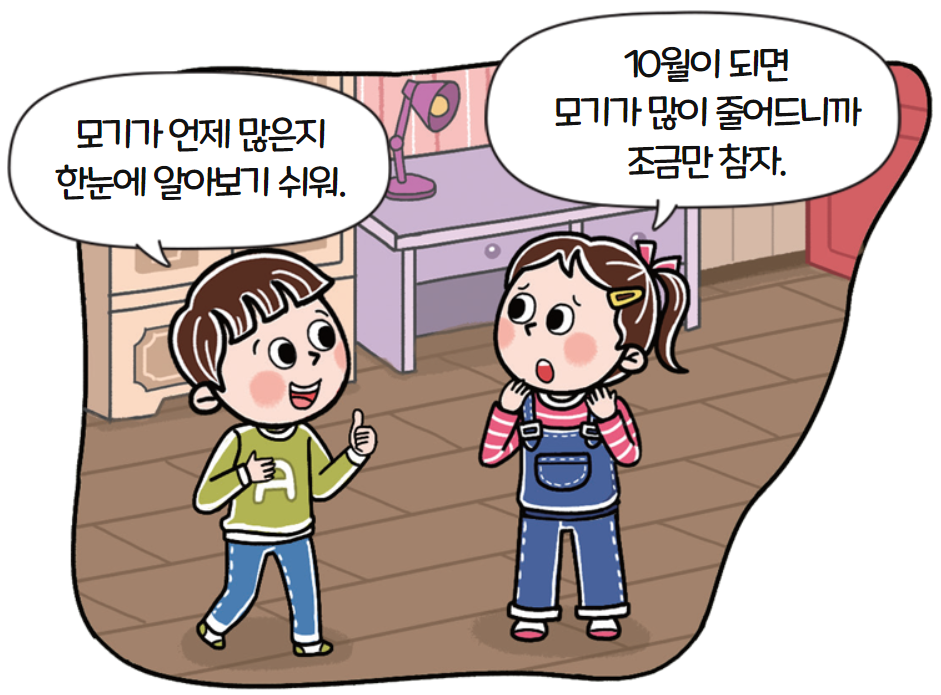 모기가 언제 많은지
한눈에 알아보기 쉬워.
10월이 되면
모기가 많이 줄어드니까
조금만 참자.
A